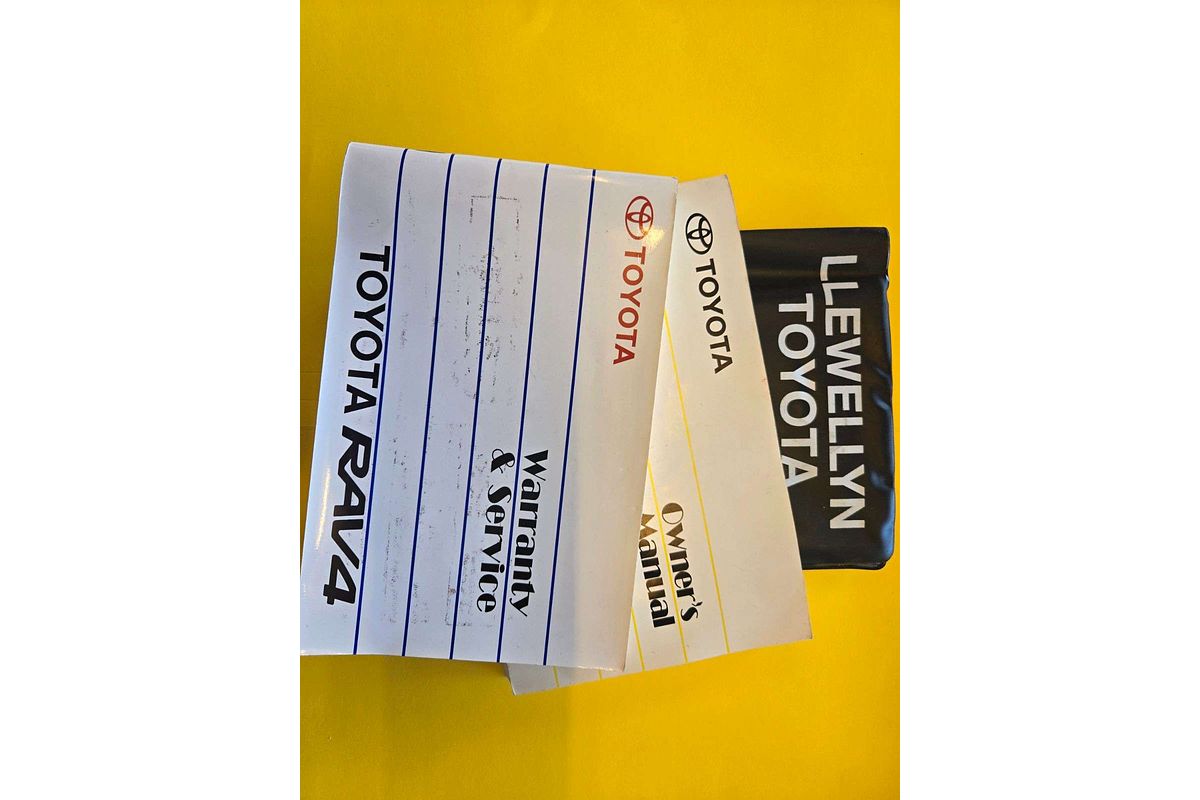 TOYOTA
Warranty
& Service
TOYOTA RAV4
TOYOTA
Owner's
Manual
LLEWELLYN
TOYOTA